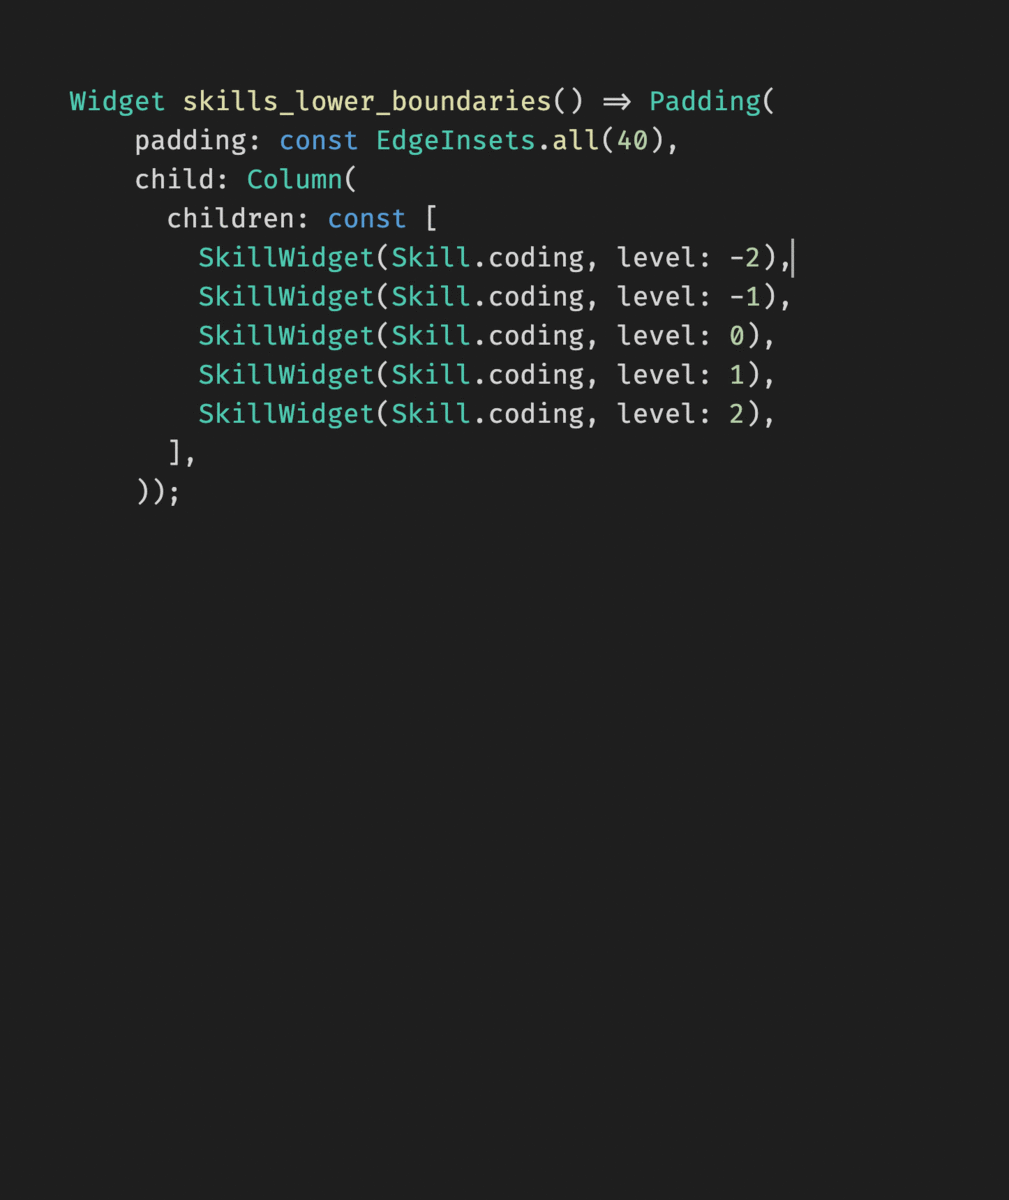 Widget skills_lower_boundaries() => Padding(
    padding: const EdgeInsets.all(40),
    child: Column(
      children: const [
        SkillWidget(Skill.coding, level: -2),
        SkillWidget(Skill.coding, level: -1),
        SkillWidget(Skill.coding, level: 0),
        SkillWidget(Skill.coding, level: 1),
        SkillWidget(Skill.coding, level: 2),
      ],
    ));